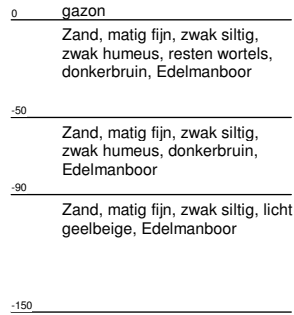 0 gazon
Zand, matig fijn, zwak siltig,
zwak humeus, resten wortels,
donkerbruin, Edelmanboor
-50
Zand, matig fijn, zwak siltig,
zwak humeus, donkerbruin,
Edelmanboor
-90
Zand, matig fijn, zwak siltig, licht
geelbeige, Edelmanboor
-150